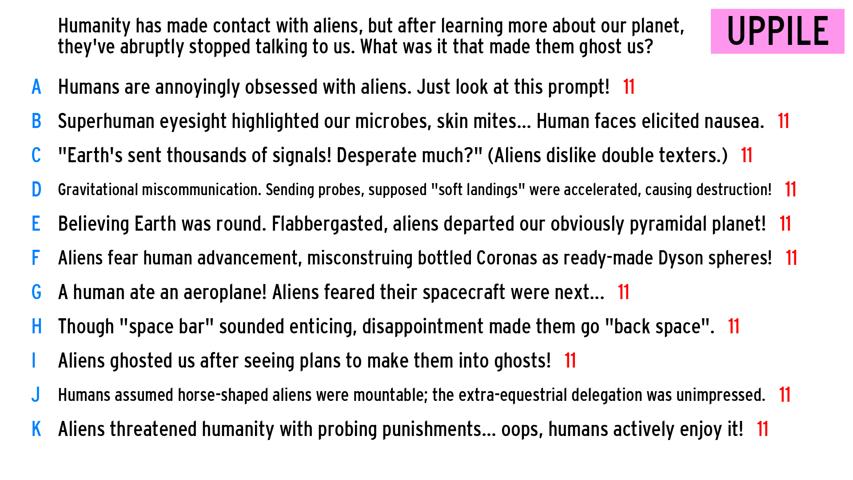 Humanity has made contact with aliens, but after learning more about our planet,
they've abruptly stopped talking to us. What was it that made them ghost us?
UPPILE
A Humans are annoyingly obsessed with aliens. Just look at this prompt! 11
B Superhuman eyesight highlighted our microbes, skin mites... Human faces elicited nausea. 11
C "Earth's sent thousands of signals! Desperate much?" (Aliens dislike double texters.) 11
D Gravitational miscommunication. Sending probes, supposed "soft landings" were accelerated, causing destruction! 11
E Believing Earth was round. Flabbergasted, aliens departed our obviously pyramidal planet! 11
F Aliens fear human advancement, misconstruing bottled Coronas as ready-made Dyson spheres! 11
G A human ate an aeroplane! Aliens feared their spacecraft were next... 11
H Though "space bar" sounded enticing, disappointment made them go "back space". 11
I Aliens ghosted us after seeing plans to make them into ghosts! 11
J Humans assumed horse-shaped aliens were mountable; the extra-equestrial delegation was unimpressed. 11
K Aliens threatened humanity with probing punishments... oops, humans actively enjoy it! 11